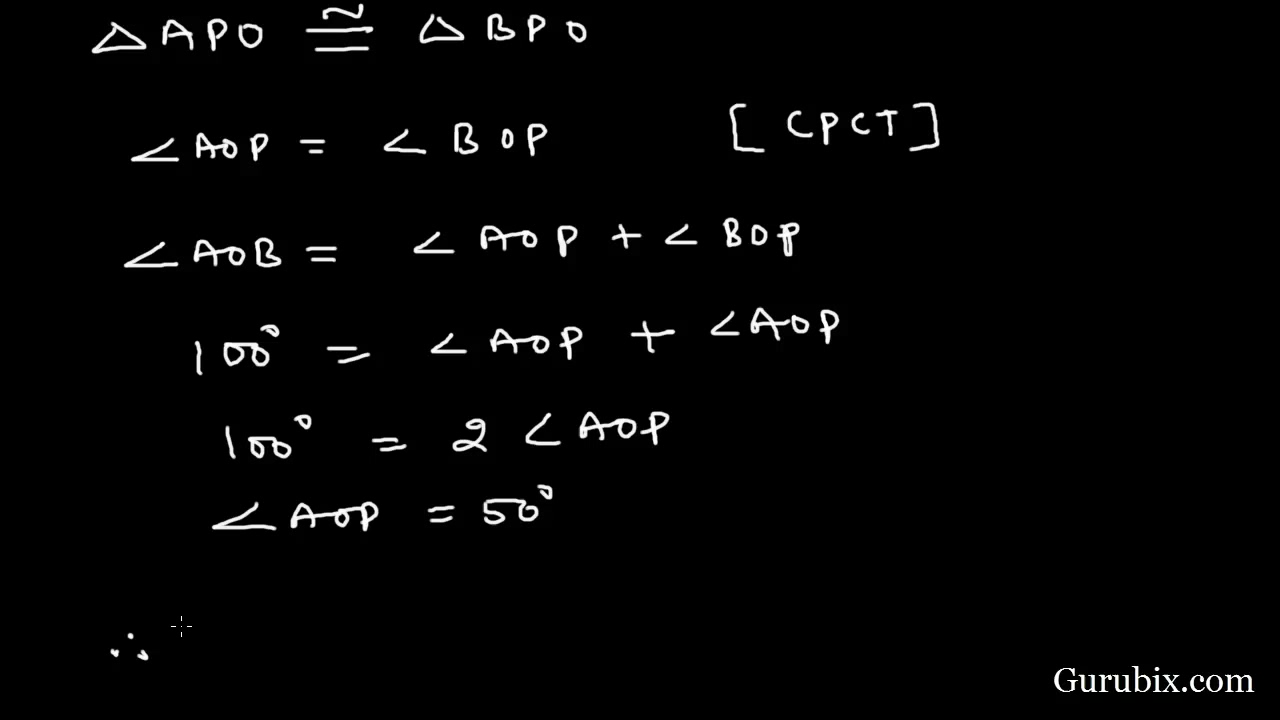 △APO ≅ △BPO
∠AOP = ∠BOP [CPCT]
∠AOB = ∠AOP + ∠BOP
100° = ∠AOP + ∠AOP
100° = 2 ∠AOP
∠AOP = 50°
∴
Gurubix.com